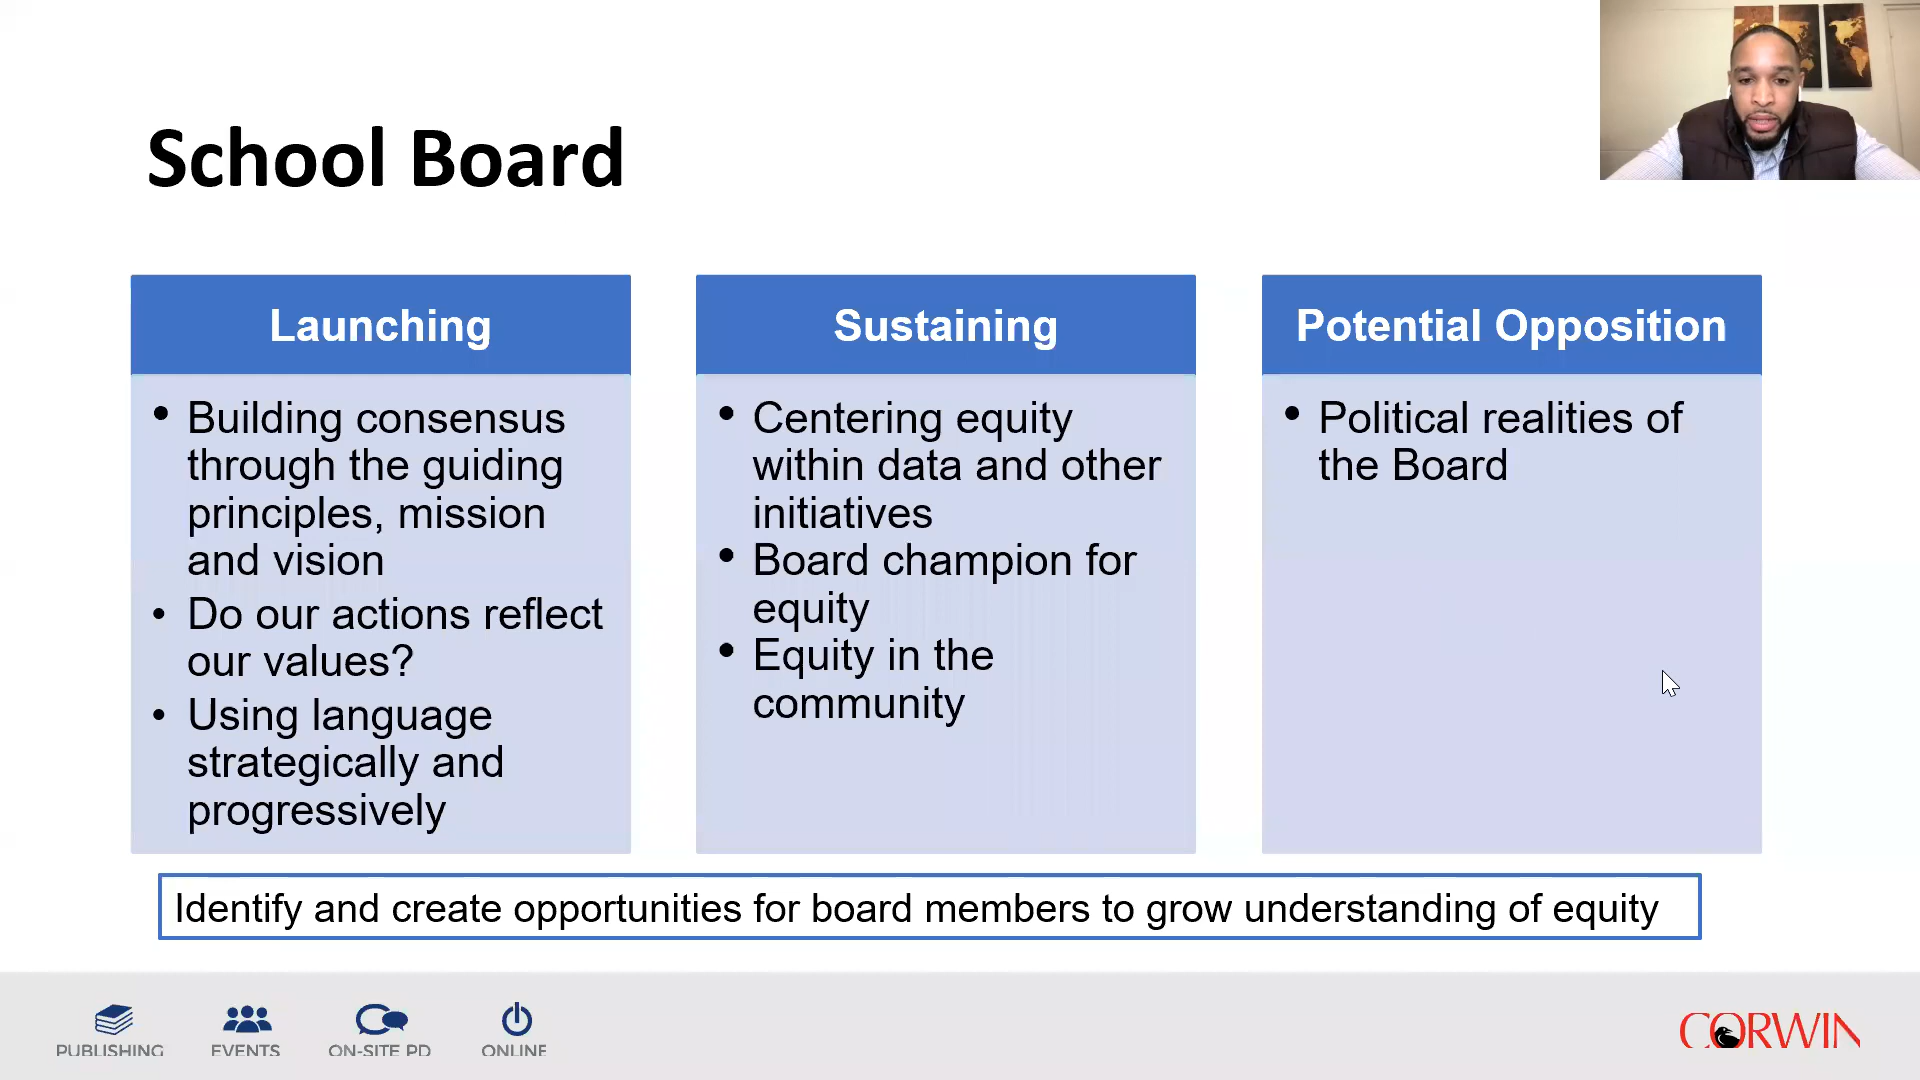 School Board
Launching
• Building consensus
through the guiding
principles, mission
and vision
• Do our actions reflect
our values?
• Using language
strategically and
progressively
Sustaining
• Centering equity
within data and other
initiatives
• Board champion for
equity
• Equity in the
community
Potential Opposition
• Political realities of
the Board
Identify and create opportunities for board members to grow understanding of equity
PUBLISHING
EVENTS
ON-SITE PD
ONLINE
CORWIN